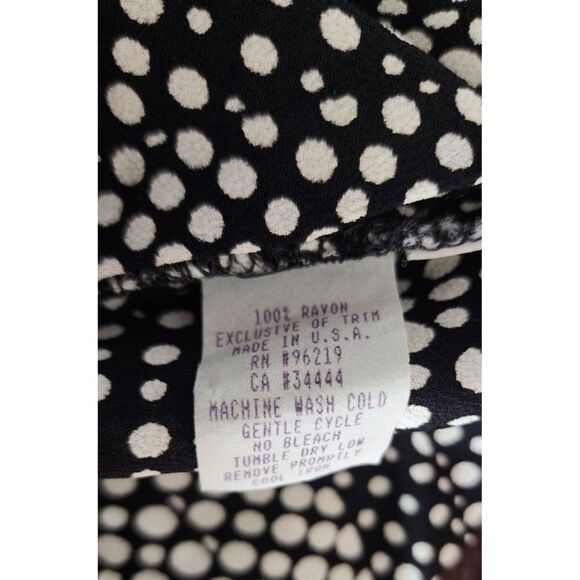 100% RAYON
EXCLUSIVE OF TRIM
MADE IN U.S.A.
RN #96219
CA #34444
MACHINE WASH COLD
GENTLE CYCLE
NO BLEACH
TUMBLE DRY LOW
REMOVE PROMPTLY
COOL IRON